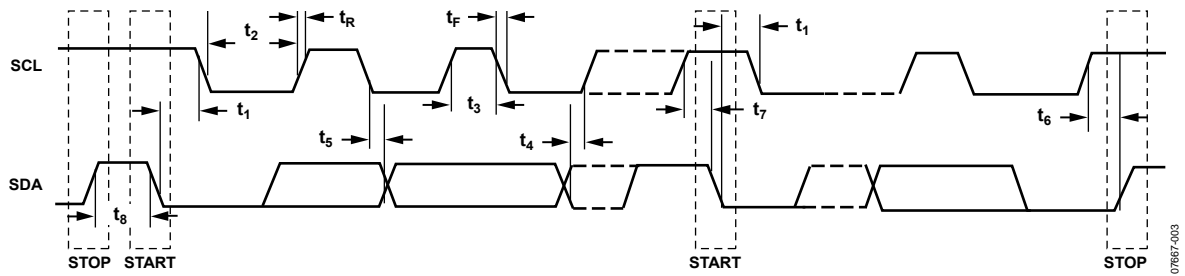 t2
tR
tF
t1
SCL
t1
t3
t7
t6
t5
t4
SDA
t8
STOP
START
START
STOP
07667-003